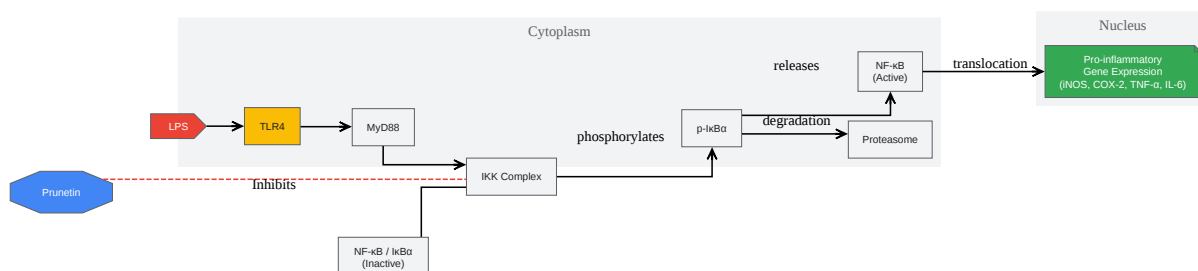 Cytoplasm
Nucleus
releases
NF-κB
(Active)
translocation
Pro-inflammatory
Gene Expression
(iNOS, COX-2, TNF-α, IL-6)
LPS
TLR4
MyD88
phosphorylates
p-IκBα
degradation
Proteasome
Prunetin
Inhibits
IKK Complex
NF-κB / IκBα
(Inactive)